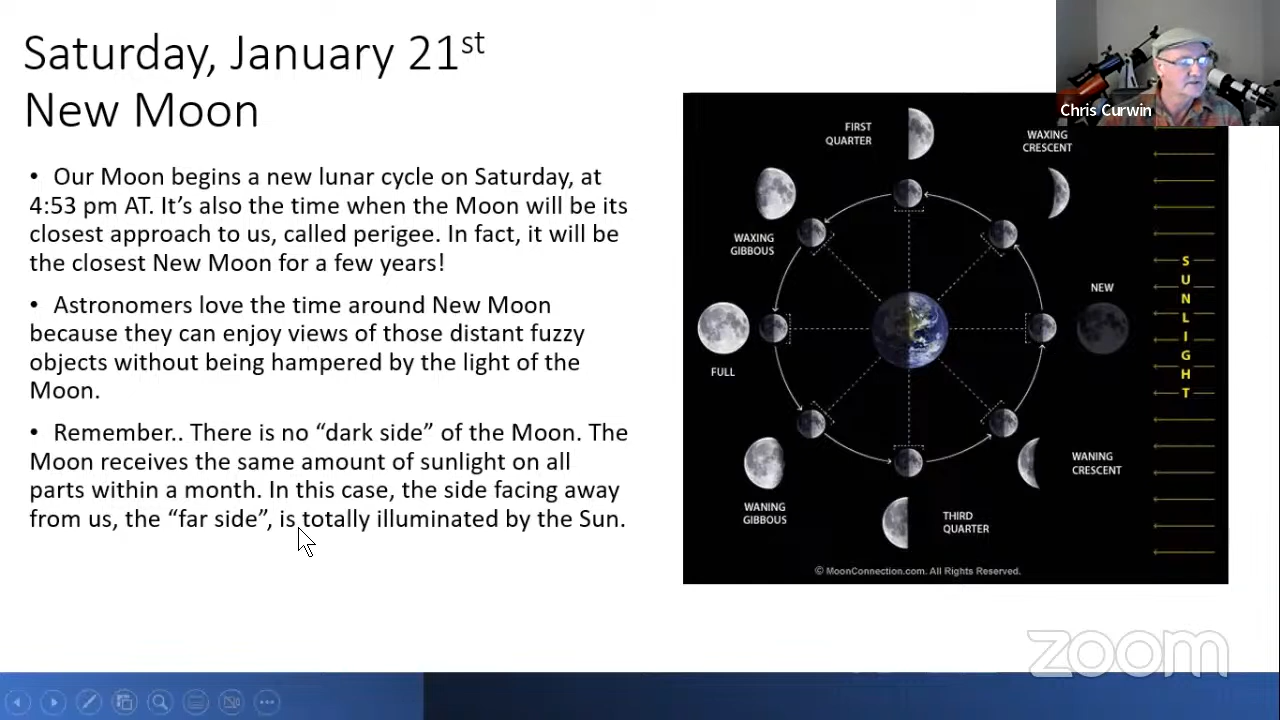 Saturday, January 21st
New Moon
• Our Moon begins a new lunar cycle on Saturday, at
4:53 pm AT. It’s also the time when the Moon will be its
closest approach to us, called perigee. In fact, it will be
the closest New Moon for a few years!
• Astronomers love the time around New Moon
because they can enjoy views of those distant fuzzy
objects without being hampered by the light of the
Moon.
• Remember.. There is no “dark side” of the Moon. The
Moon receives the same amount of sunlight on all
parts within a month. In this case, the side facing away
from us, the “far side”, is totally illuminated by the Sun.
Chris Curwin
FIRST
QUARTER
WAXING
CRESCENT
WAXING
GIBBOUS
NEW
FULL
WANING
CRESCENT
WANING
GIBBOUS
THIRD
QUARTER
SUNLIGHT
© MoonConnection.com. All Rights Reserved.
zoom